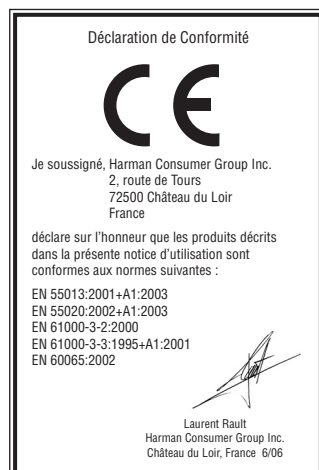 Déclaration de Conformité
CE
Je soussigné, Harman Consumer Group Inc.
2, route de Tours
72500 Château du Loir
France
déclare sur l'honneur que les produits décrits
dans la présente notice d'utilisation sont
conformes aux normes suivantes :
EN 55013:2001+A1:2003
EN 55020:2002+A1:2003
EN 61000-3-2:2000
EN 61000-3-3:1995+A1:2001
EN 60065:2002
Laurent Rault
Harman Consumer Group Inc.
Château du Loir, France 6/06